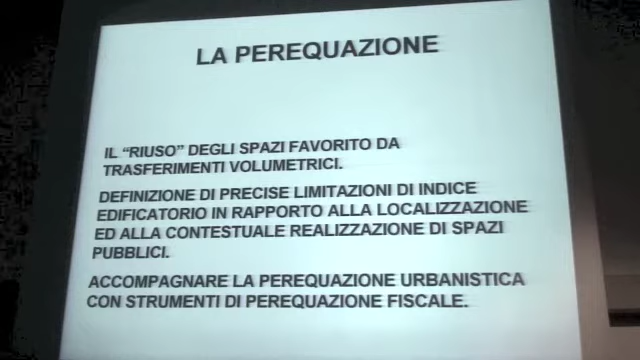 LA PEREQUAZIONE
IL “RIUSO” DEGLI SPAZI FAVORITO DA
TRASFERIMENTI VOLUMETRICI.
DEFINIZIONE DI PRECISE LIMITAZIONI DI INDICE
EDIFICATORIO IN RAPPORTO ALLA LOCALIZZAZIONE
ED ALLA CONTESTUALE REALIZZAZIONE DI SPAZI
PUBBLICI.
ACCOMPAGNARE LA PEREQUAZIONE URBANISTICA
CON STRUMENTI DI PEREQUAZIONE FISCALE.